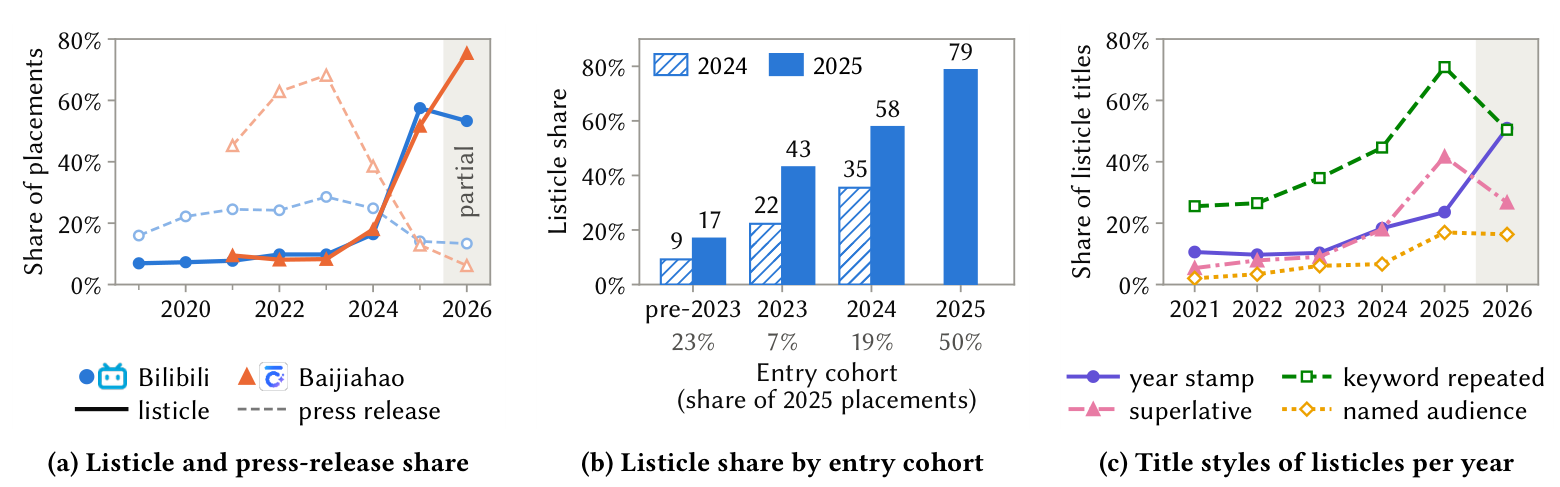 80%
60%
40%
20%
0%
Share of placements
partial
2020 2022 2024 2026
Bilibili Baijiahao
listicle press release
(a) Listicle and press-release share
80%
60%
40%
20%
0%
Listicle share
2024 2025
9 17 22 43 35 58 79
pre-2023 2023 2024 2025
23% 7% 19% 50%
Entry cohort
(share of 2025 placements)
(b) Listicle share by entry cohort
80%
60%
40%
20%
0%
Share of listicle titles
2021 2022 2023 2024 2025 2026
year stamp keyword repeated
superlative named audience
(c) Title styles of listicles per year